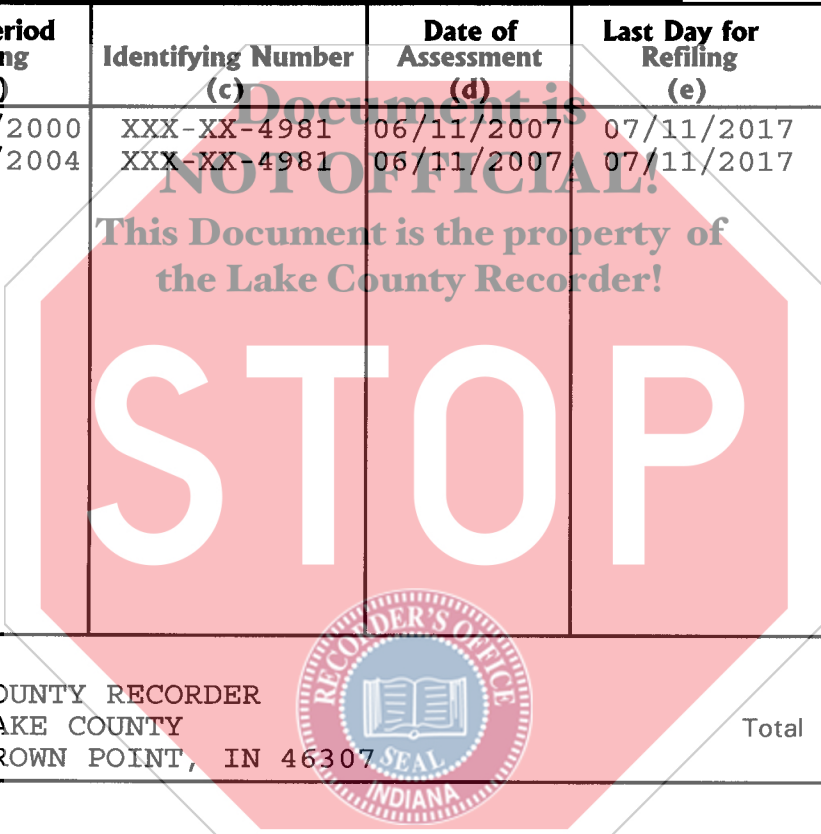 eriod
ng
)
Identifying Number
(c)
Date of
Assessment
(d)
Last Day for
Refiling
(e)
/2000 XXX-XX-4981 06/11/2007 07/11/2017
/2004 XXX-XX-4981 06/11/2007 07/11/2017
Document is
NOT OFFICIAL!
This Document is the property of
the Lake County Recorder!
STOP
OUNTY RECORDER
AKE COUNTY
ROWN POINT, IN 46307
Total
RECORDER'S OFFICE
SEAL
INDIANA